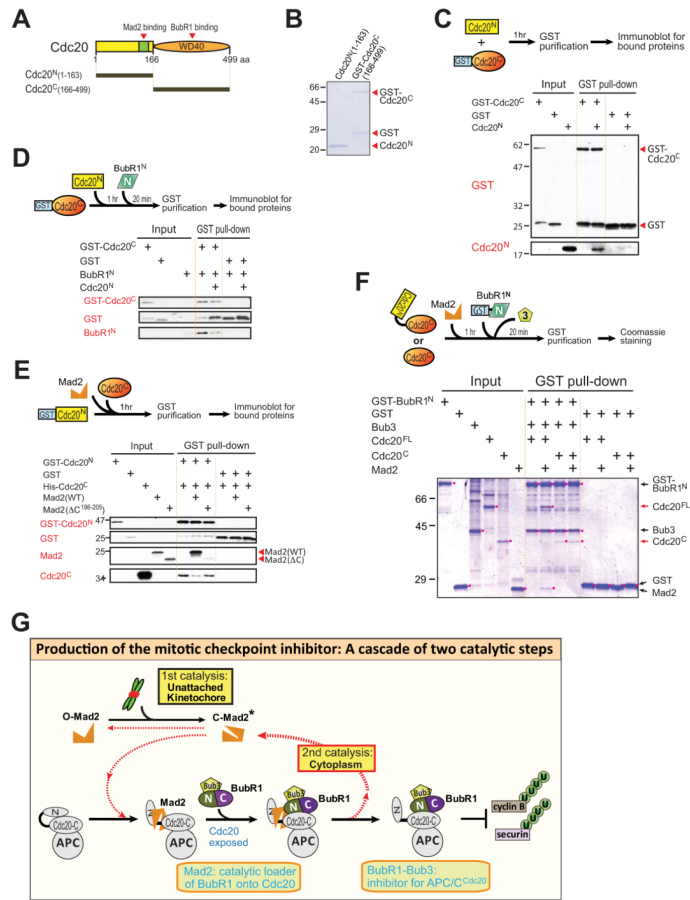 A
Mad2 binding
BubR1 binding
Cdc20
WD40
1 166 499 aa
Cdc20N(1-163)
Cdc20C(166-499)
B
Cdc20N(1-163)
GST-Cdc20C
(166-499)
66
45
29
20
GST-
Cdc20C
GST
Cdc20N
C
Cdc20N
+
GST Cdc20C
1hr
GST
purification
Immunoblot for
bound proteins
Input GST pull-down
GST-Cdc20C + + +
GST + + +
Cdc20N + + +
62
47
25
GST
GST-
Cdc20C
GST
Cdc20N
D
Cdc20N
BubR1N
N
GST Cdc20C
1 hr
20 min
GST
purification
Immunoblot for
bound proteins
Input GST pull-down
GST-Cdc20C + + +
GST + + +
BubR1N + + + + +
Cdc20N + +
GST-Cdc20C
GST
BubR1N
E
Mad2
Cdc20C
GST Cdc20N
1hr
GST
purification
Immunoblot for
bound proteins
Input GST pull-down
GST-Cdc20N + + + +
GST + + + +
His-Cdc20C + + + + + + +
Mad2(WT) + + +
Mad2(ΔC196-205) + + +
GST-Cdc20N 47
GST 25
Mad2 25
15
Mad2(WT)
Mad2(ΔC)
Cdc20C 34
F
Cdc20N
Cdc20C
or
Cdc20C
Mad2
BubR1N
GST N
3
1 hr
20 min
GST
purification
Coomassie
staining
Input GST pull-down
GST-BubR1N + + + + +
GST + + + + +
Bub3 + + + + +
Cdc20FL + + + + +
Cdc20C + + + + +
Mad2 + + + + +
66
45
29
GST-
BubR1N
Cdc20FL
Bub3
Cdc20C
GST
Mad2
G
Production of the mitotic checkpoint inhibitor: A cascade of two catalytic steps
1st catalysis:
Unattached
Kinetochore
O-Mad2
C-Mad2*
2nd catalysis:
Cytoplasm
N
Cdc20-C
APC
N
Mad2
Cdc20-C
APC
Bub3
N C
BubR1
Cdc20
exposed
Bub3
N C
BubR1
Cdc20-C
APC
N
Bub3
N C
BubR1
Cdc20-C
APC
cyclin B
U U U U
securin
U U U U
Mad2: catalytic loader
of BubR1 onto Cdc20
BubR1-Bub3:
inhibitor for APC/CCdc20